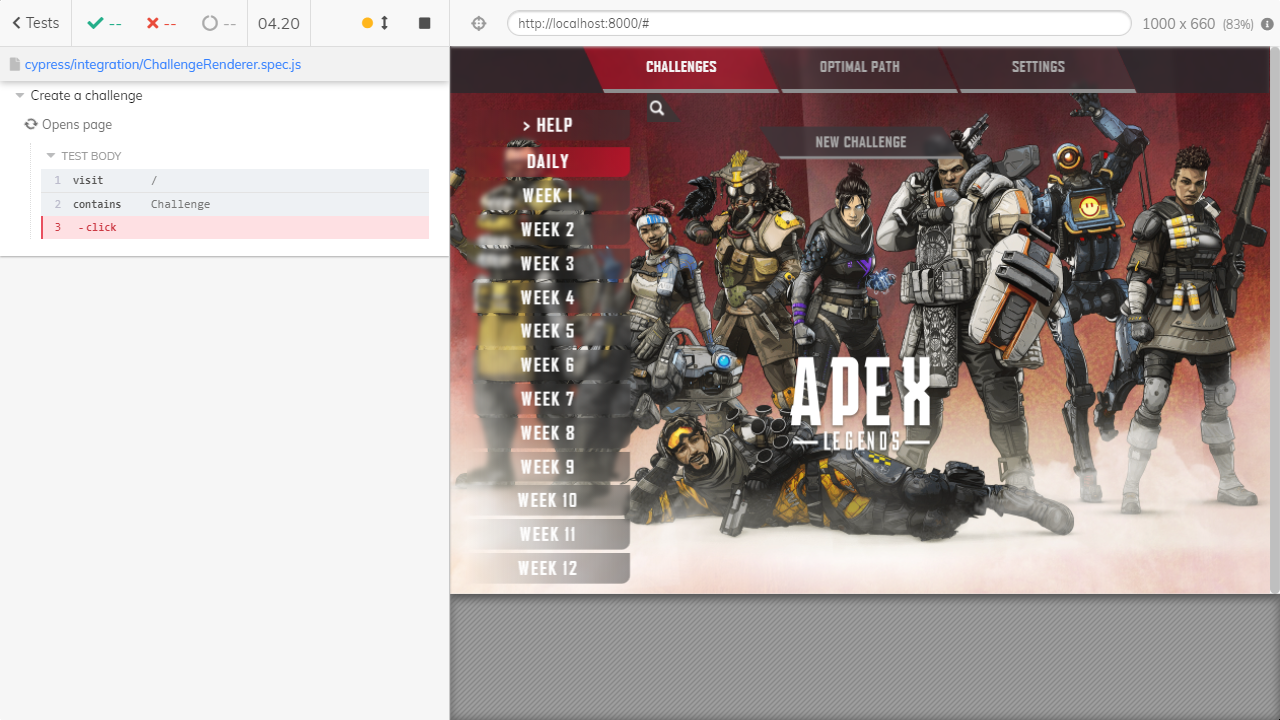 Tests
--
--
--
04.20
http://localhost:8000/#
1000 x 660 (83%)
cypress/integration/ChallengeRenderer.spec.js
Create a challenge
Opens page
TEST BODY
1 visit /
2 contains Challenge
3 -click
CHALLENGES
OPTIMAL PATH
SETTINGS
> HELP
NEW CHALLENGE
DAILY
WEEK 1
WEEK 2
WEEK 3
WEEK 4
WEEK 5
WEEK 6
WEEK 7
WEEK 8
WEEK 9
WEEK 10
WEEK 11
WEEK 12
APEX
LEGENDS